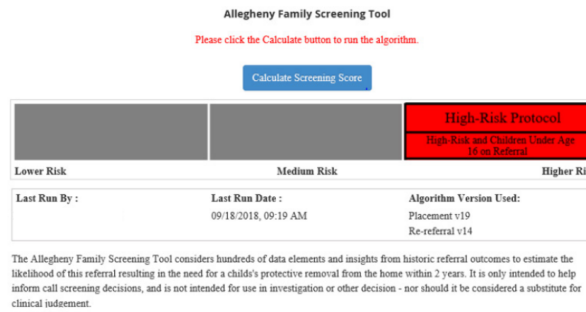 Allegheny Family Screening Tool
Please click the Calculate button to run the algorithm.
Calculate Screening Score
High-Risk Protocol
High-Risk and Children Under Age
16 on Referral
Lower Risk
Medium Risk
Higher Ri
Last Run By :
Last Run Date :
Algorithm Version Used:
09/18/2018, 09:19 AM
Placement v19
Re-referral v14
The Allegheny Family Screening Tool considers hundreds of data elements and insights from historic referral outcomes to estimate the
likelihood of this referral resulting in the need for a childs's protective removal from the home within 2 years. It is only intended to help
inform call screening decisions, and is not intended for use in investigation or other decision - nor should it be considered a substitute for
clinical judgement.